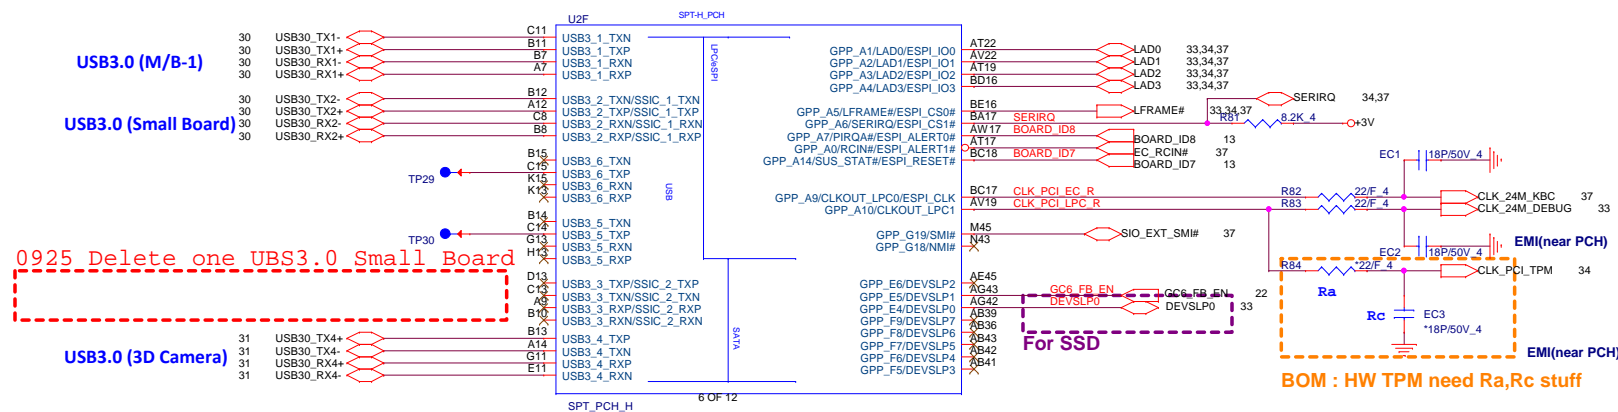 U2F
SPT-H_PCH
USB3.0 (M/B-1)
30 USB30_TX1- C11 USB3_1_TXN
30 USB30_TX1+ B11 USB3_1_TXP
30 USB30_RX1- B7 USB3_1_RXN
30 USB30_RX1+ A7 USB3_1_RXP
USB3.0 (Small Board)
30 USB30_TX2- B12 USB3_2_TXN/SSIC_1_TXN
30 USB30_TX2+ A12 USB3_2_TXP/SSIC_1_TXP
30 USB30_RX2- C8 USB3_2_RXN/SSIC_1_RXN
30 USB30_RX2+ B8 USB3_2_RXP/SSIC_1_RXP
B15 USB3_6_TXN
TP29 C15 USB3_6_TXP
K15 USB3_6_RXN
K13 USB3_6_RXP
B14 USB3_5_TXN
TP30 C14 USB3_5_TXP
G13 USB3_5_RXN
H13 USB3_5_RXP
0925 Delete one UBS3.0 Small Board
D13 USB3_3_TXP/SSIC_2_TXP
C13 USB3_3_TXN/SSIC_2_TXN
A9 USB3_3_RXP/SSIC_2_RXP
B10 USB3_3_RXN/SSIC_2_RXN
USB3.0 (3D Camera)
31 USB30_TX4+ B13 USB3_4_TXP
31 USB30_TX4- A14 USB3_4_TXN
31 USB30_RX4+ G11 USB3_4_RXP
31 USB30_RX4- E11 USB3_4_RXN
LPC/eSPI
USB
SATA
GPP_A1/LAD0/ESPI_IO0 AT22 LAD0 33,34,37
GPP_A2/LAD1/ESPI_IO1 AV22 LAD1 33,34,37
GPP_A3/LAD2/ESPI_IO2 AT19 LAD2 33,34,37
GPP_A4/LAD3/ESPI_IO3 BD16 LAD3 33,34,37
GPP_A5/LFRAME#/ESPI_CS0# BE16 LFRAME# 33,34,37
SERIRQ 34,37
GPP_A6/SERIRQ/ESPI_CS1# BA17 SERIRQ R81 8.2K_4 +3V
GPP_A7/PIRQA#/ESPI_ALERT0# AW17 BOARD_ID8 BOARD_ID8 13
GPP_A0/RCIN#/ESPI_ALERT1# AT17 EC_RCIN# 37
GPP_A14/SUS_STAT#/ESPI_RESET# BC18 BOARD_ID7 BOARD_ID7 13
EC1 18P/50V_4
GPP_A9/CLKOUT_LPC0/ESPI_CLK BC17 CLK_PCI_EC_R R82 22/F_4 CLK_24M_KBC 37
GPP_A10/CLKOUT_LPC1 AV19 CLK_PCI_LPC_R R83 22/F_4 CLK_24M_DEBUG 33
GPP_G19/SMI# M45 SIO_EXT_SMI# 37
GPP_G18/NMI# N43
EC2 18P/50V_4 EMI(near PCH)
R84 *22/F_4 CLK_PCI_TPM 34
Ra
GPP_E6/DEVSLP2 AE45
GPP_E5/DEVSLP1 AG43 GC6_FB_EN GC6_FB_EN 22
GPP_E4/DEVSLP0 AG42 DEVSLP0 DEVSLP0 33
GPP_F9/DEVSLP7 AB39
GPP_F8/DEVSLP6 AB36
GPP_F7/DEVSLP5 AB43
GPP_F6/DEVSLP4 AB42
GPP_F5/DEVSLP3 AB41
For SSD
Rc EC3
*18P/50V_4
EMI(near PCH)
BOM : HW TPM need Ra,Rc stuff
6 OF 12
SPT_PCH_H